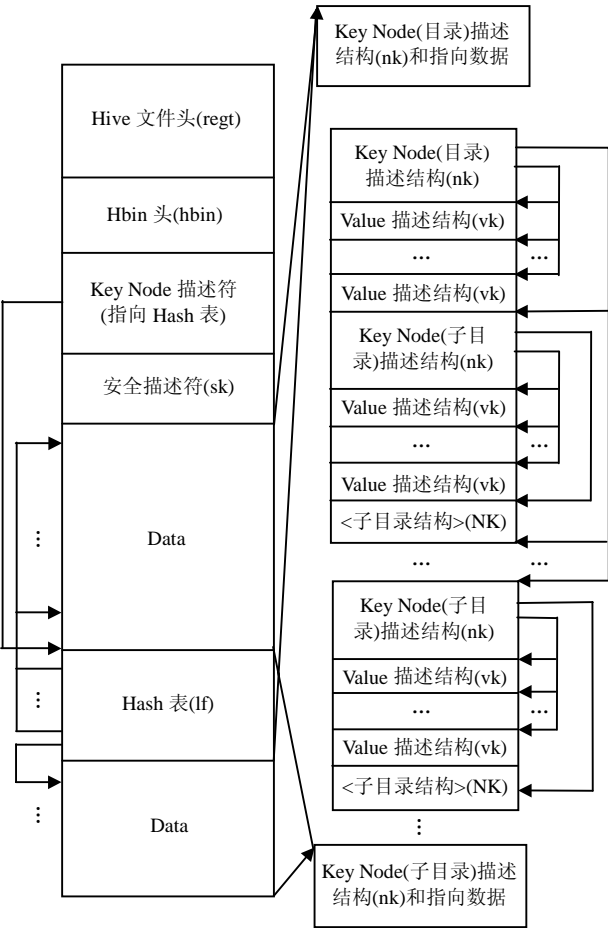 Hive 文件头(regt)
Hbin 头(hbin)
Key Node 描述符
(指向 Hash 表)
安全描述符(sk)
Data
…
…
Hash 表(lf)
Data
…
Key Node(目录)描述
结构(nk)和指向数据
Key Node(目录)
描述结构(nk)
Value 描述结构(vk)
… …
Value 描述结构(vk)
Key Node(子目
录)描述结构(nk)
Value 描述结构(vk)
… …
Value 描述结构(vk)
<子目录结构>(NK)
… …
Key Node(子目
录)描述结构(nk)
Value 描述结构(vk)
… …
Value 描述结构(vk)
<子目录结构>(NK)
…
Key Node(子目录)描述
结构(nk)和指向数据